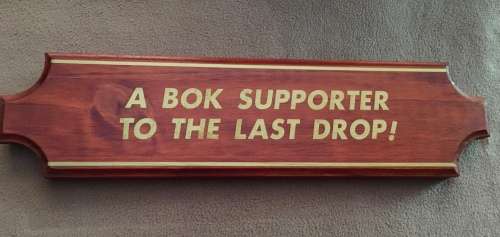 A BOK SUPPORTER
TO THE LAST DROP!